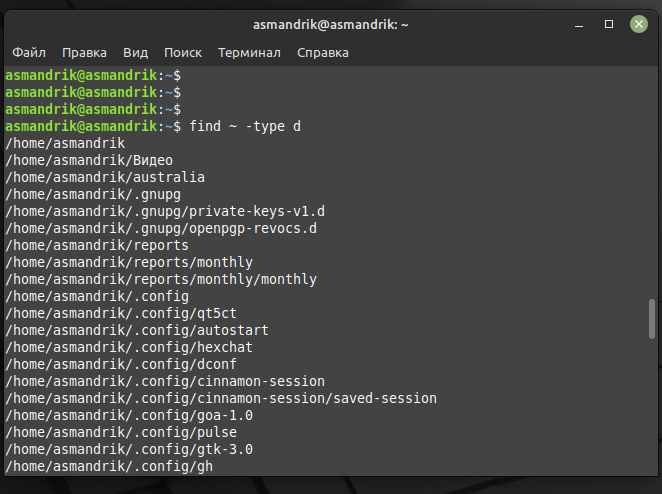 asmandrik@asmandrik: ~
Файл Правка Вид Поиск Терминал Справка
asmandrik@asmandrik:~$
asmandrik@asmandrik:~$
asmandrik@asmandrik:~$
asmandrik@asmandrik:~$ find ~ -type d
/home/asmandrik
/home/asmandrik/Видео
/home/asmandrik/australia
/home/asmandrik/.gnupg
/home/asmandrik/.gnupg/private-keys-v1.d
/home/asmandrik/.gnupg/openpgp-revocs.d
/home/asmandrik/reports
/home/asmandrik/reports/monthly
/home/asmandrik/reports/monthly/monthly
/home/asmandrik/.config
/home/asmandrik/.config/qt5ct
/home/asmandrik/.config/autostart
/home/asmandrik/.config/hexchat
/home/asmandrik/.config/dconf
/home/asmandrik/.config/cinnamon-session
/home/asmandrik/.config/cinnamon-session/saved-session
/home/asmandrik/.config/goa-1.0
/home/asmandrik/.config/pulse
/home/asmandrik/.config/gtk-3.0
/home/asmandrik/.config/gh